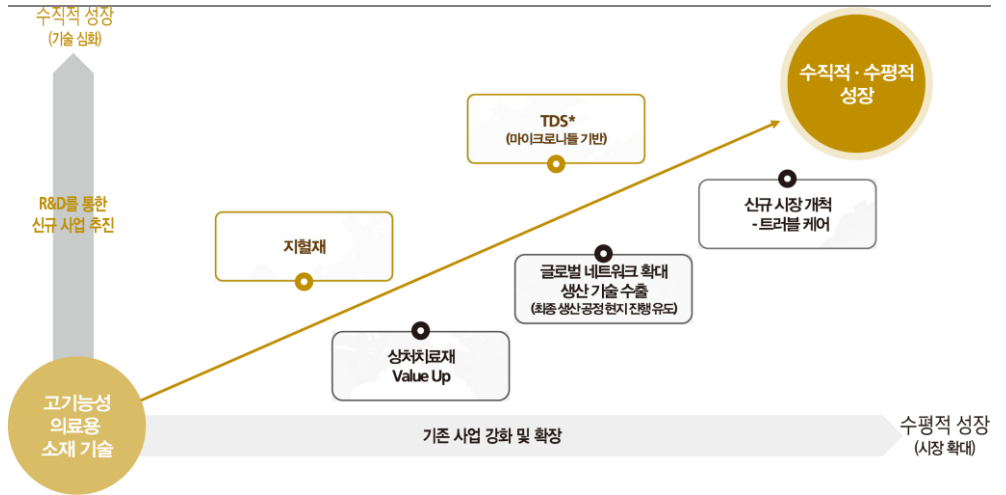 수직적 성장
(기술 심화)
수직적 · 수평적
성장
TDS*
(마이크로니들 기반)
R&D를 통한
신규 사업 추진
신규 시장 개척
- 트러블 케어
지혈재
글로벌 네트워크 확대
생산 기술 수출
(최종 생산 공정 현지 진행 유도)
상처치료재
Value Up
고기능성
의료용
소재 기술
기존 사업 강화 및 확장
수평적 성장
(시장 확대)